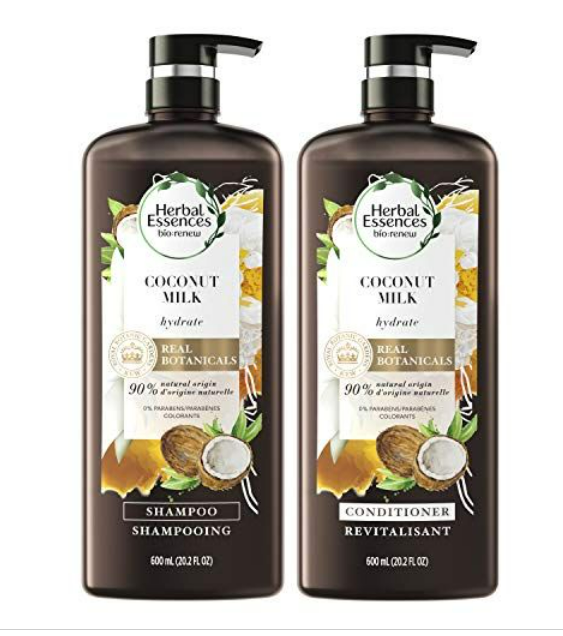 Herbal
Essences
bio:renew
COCONUT
MILK
hydrate
REAL
BOTANICALS
90% natural origin
d'origine naturelle
0% PARABENS/PARABÈNES
COLORANTS
SHAMPOO
SHAMPOOING
600 mL (20.2 FL OZ)
Herbal
Essences
bio:renew
COCONUT
MILK
hydrate
REAL
BOTANICALS
90% natural origin
d'origine naturelle
0% PARABENS/PARABÈNES
COLORANTS
CONDITIONER
REVITALISANT
600 mL (20.2 FL OZ)